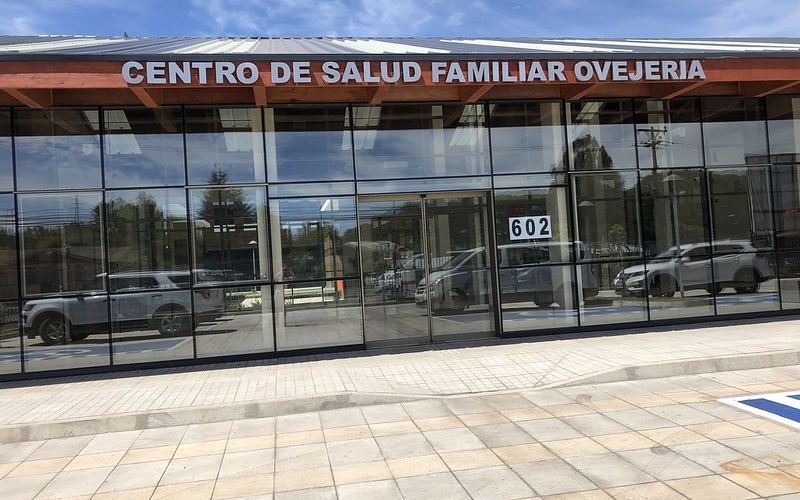 CENTRO DE SALUD FAMILIAR OVEJERIA
602